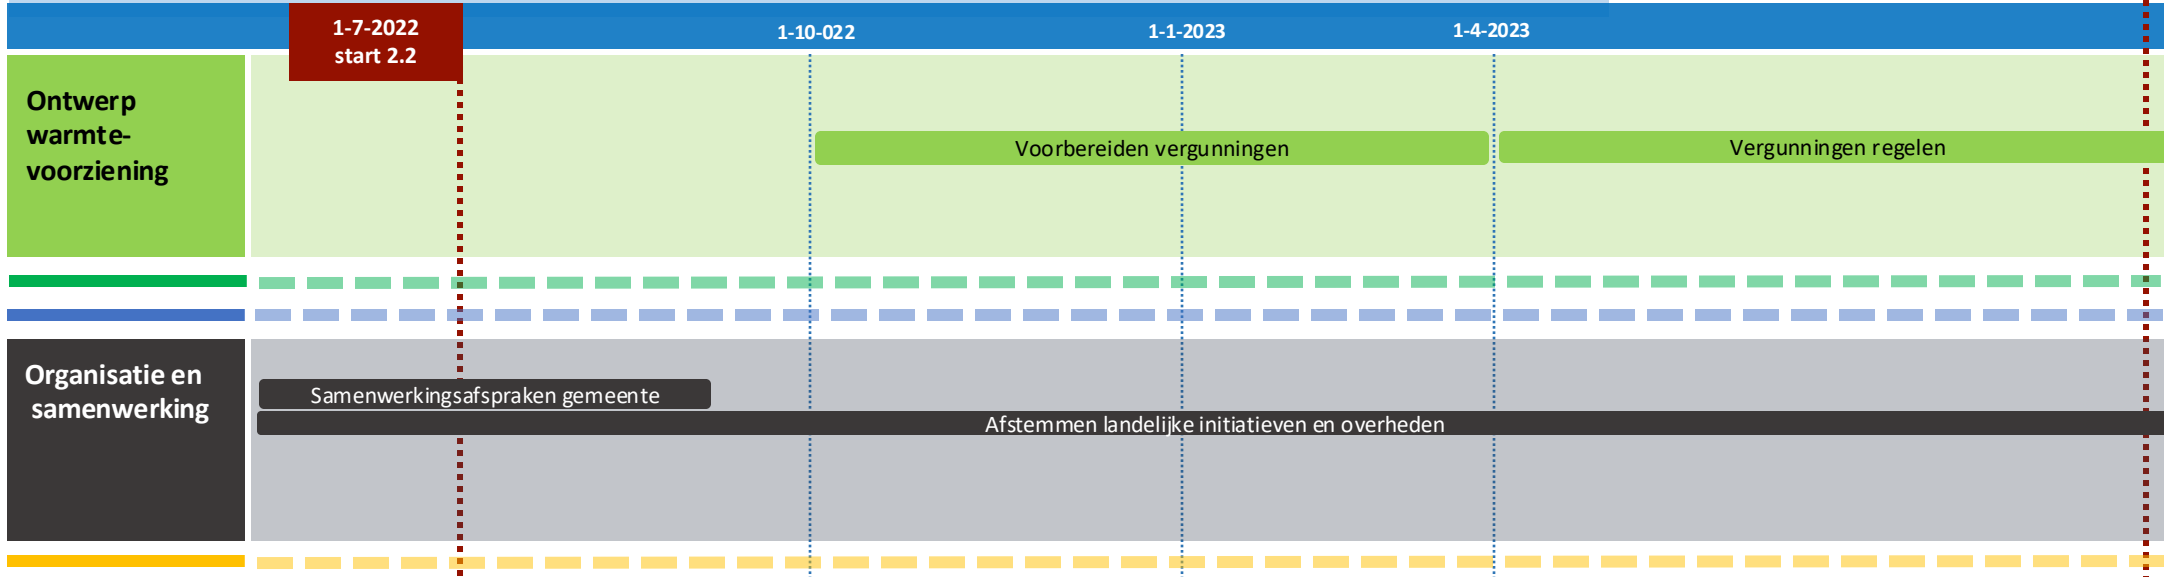 1-7-2022
start 2.2
1-10-022
1-1-2023
1-4-2023
Ontwerp
warmte-
voorziening
Voorbereiden vergunningen
Vergunningen regelen
Organisatie en
samenwerking
Samenwerkingsafspraken gemeente
Afstemmen landelijke initiatieven en overheden